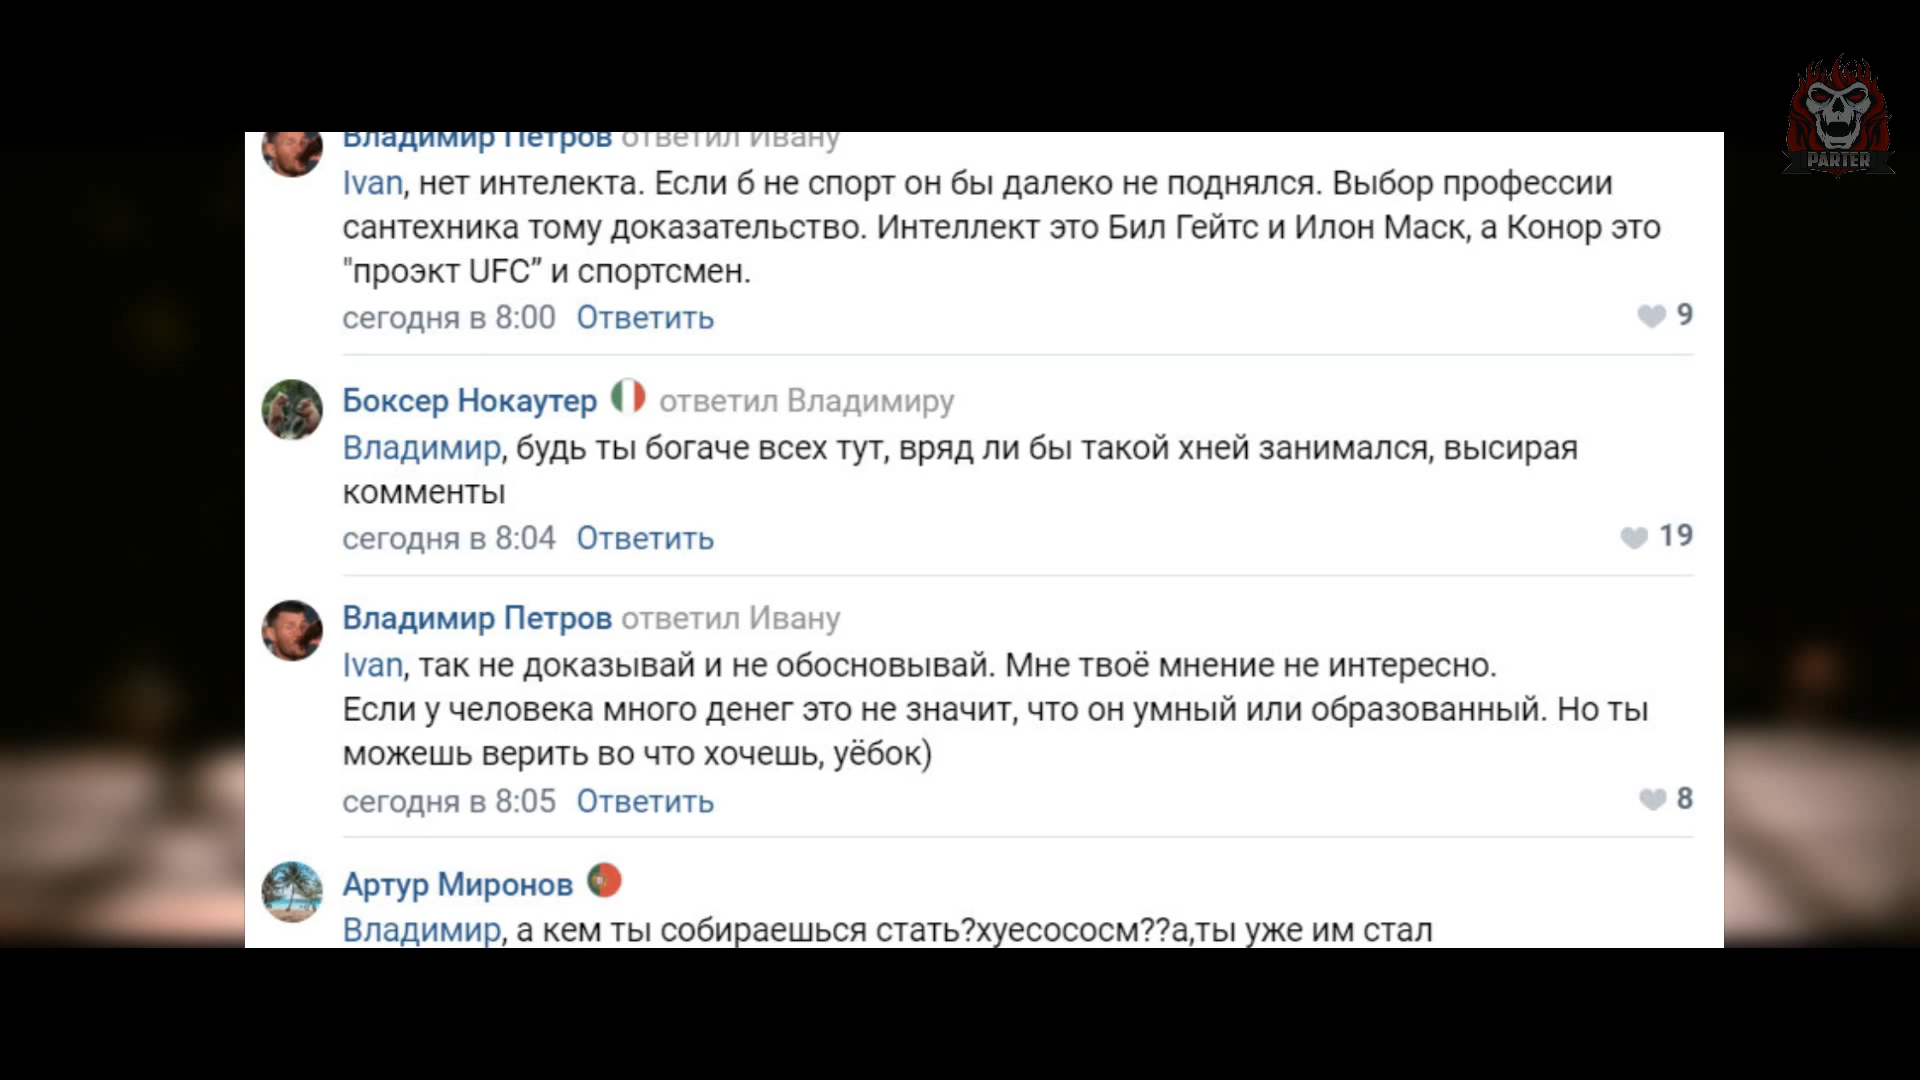 Владимир Петров ответил Ивану
Ivan, нет интелекта. Если б не спорт он бы далеко не поднялся. Выбор профессии
сантехника тому доказательство. Интеллект это Бил Гейтс и Илон Маск, а Конор это
"проэкт UFC” и спортсмен.
сегодня в 8:00 Ответить 9
Боксер Нокаутер ответил Владимиру
Владимир, будь ты богаче всех тут, вряд ли бы такой хней занимался, высирая
комменты
сегодня в 8:04 Ответить 19
Владимир Петров ответил Ивану
Ivan, так не доказывай и не обосновывай. Мне твоё мнение не интересно.
Если у человека много денег это не значит, что он умный или образованный. Но ты
можешь верить во что хочешь, уёбок)
сегодня в 8:05 Ответить 8
Артур Миронов
Владимир, а кем ты собираешься стать?хуесососм??а,ты уже им стал
PARTER